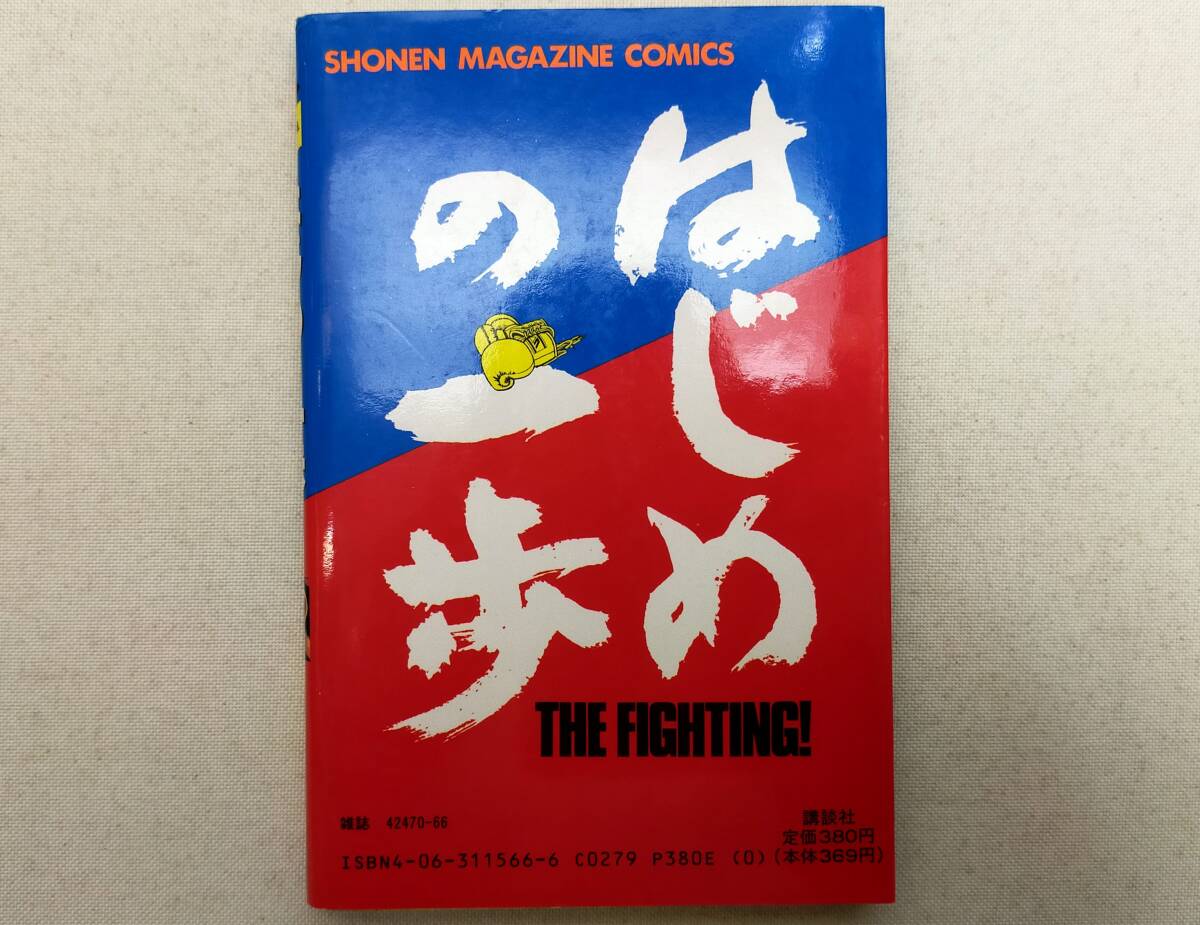 SHONEN MAGAZINE COMICS
はじめ
の一歩
THE FIGHTING!
雑誌 42470-66
講談社
定価380円
ISBN4-06-311566-6 C0279 P380E (0) (本体369円)